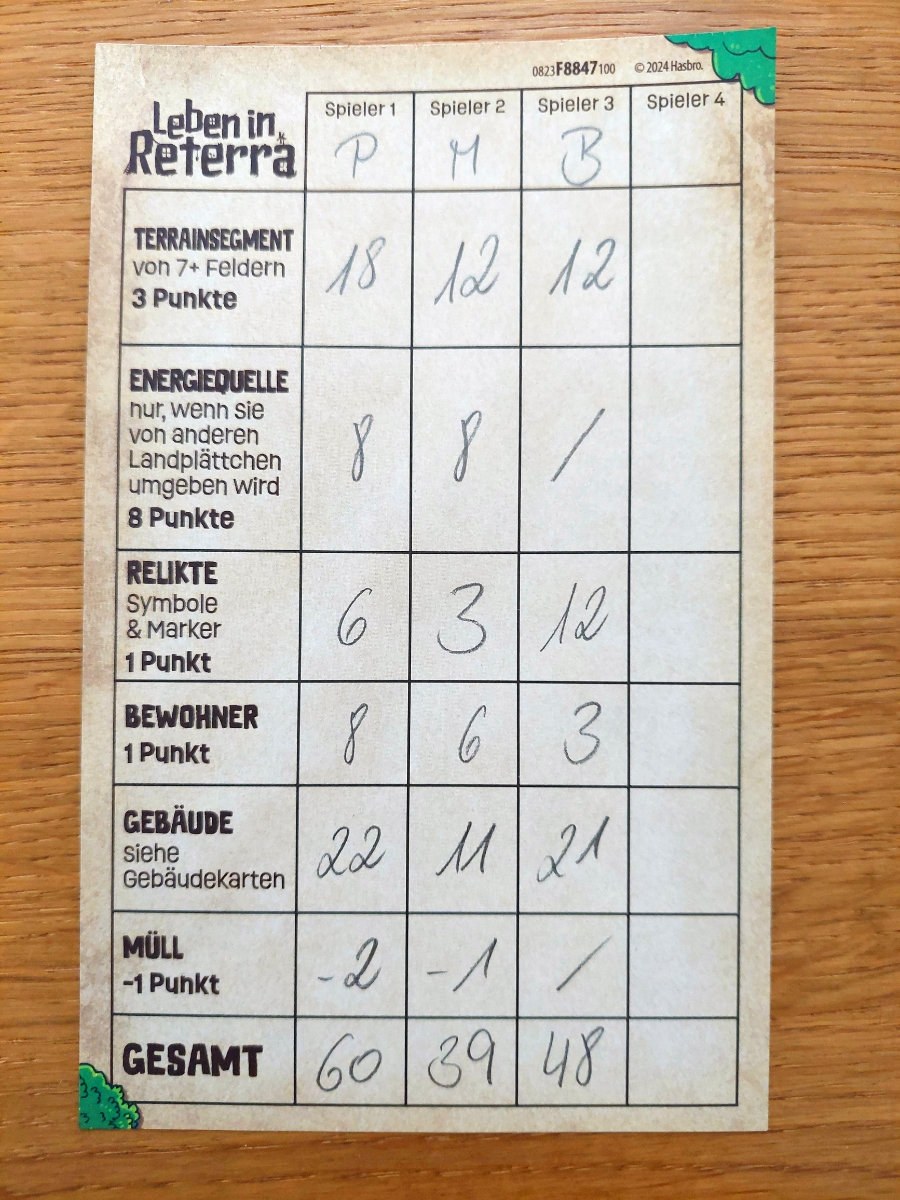 0823F8847100 © 2024 Hasbro.
Leben in Reterra
Spieler 1 Spieler 2 Spieler 3 Spieler 4
P M B
TERRAINSEGMENT
von 7+ Feldern
3 Punkte
18 12 12
ENERGIEQUELLE
nur, wenn sie
von anderen
Landplättchen
umgeben wird
8 Punkte
8 8 /
RELIKTE
Symbole
& Marker
1 Punkt
6 3 12
BEWOHNER
1 Punkt
8 6 3
GEBÄUDE
siehe
Gebäudekarten
22 11 21
MÜLL
-1 Punkt
-2 -1 /
GESAMT
60 39 48